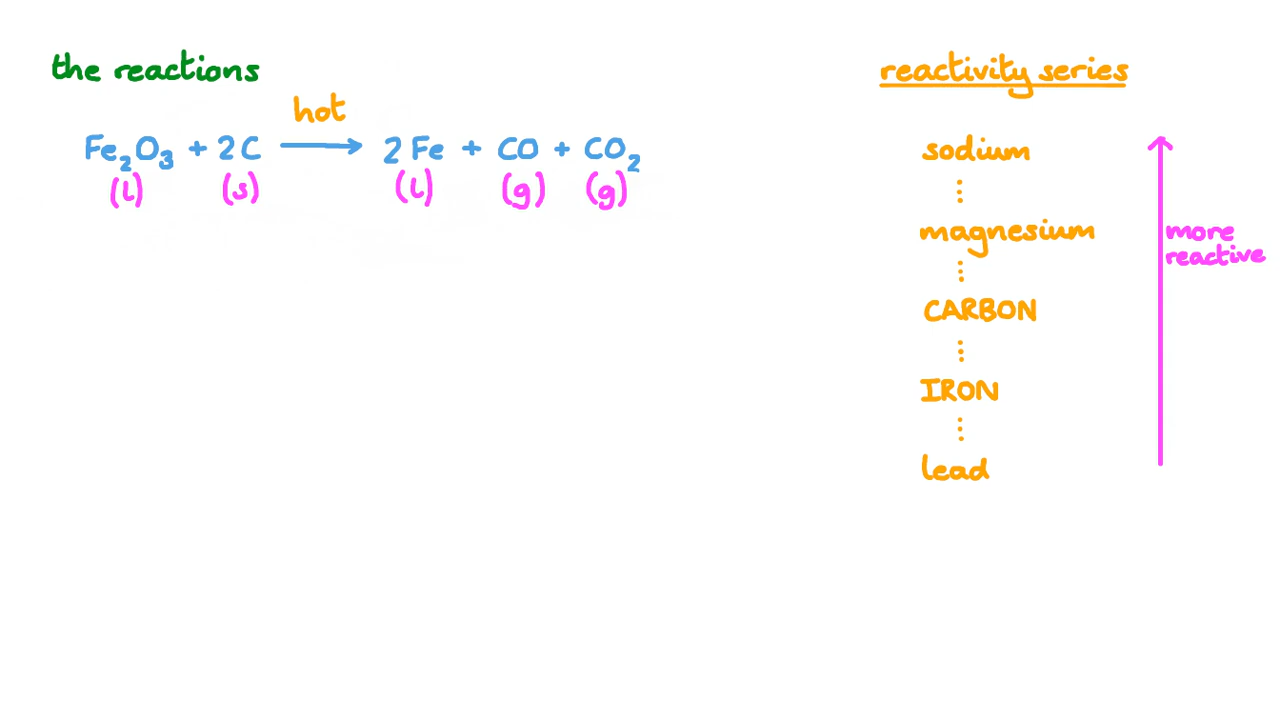 the reactions
hot
Fe₂O₃ + 2C ⟶ 2Fe + CO + CO₂
(l) (s) (l) (g) (g)
reactivity series
sodium
⋮
magnesium
⋮
CARBON
⋮
IRON
⋮
lead
more
reactive